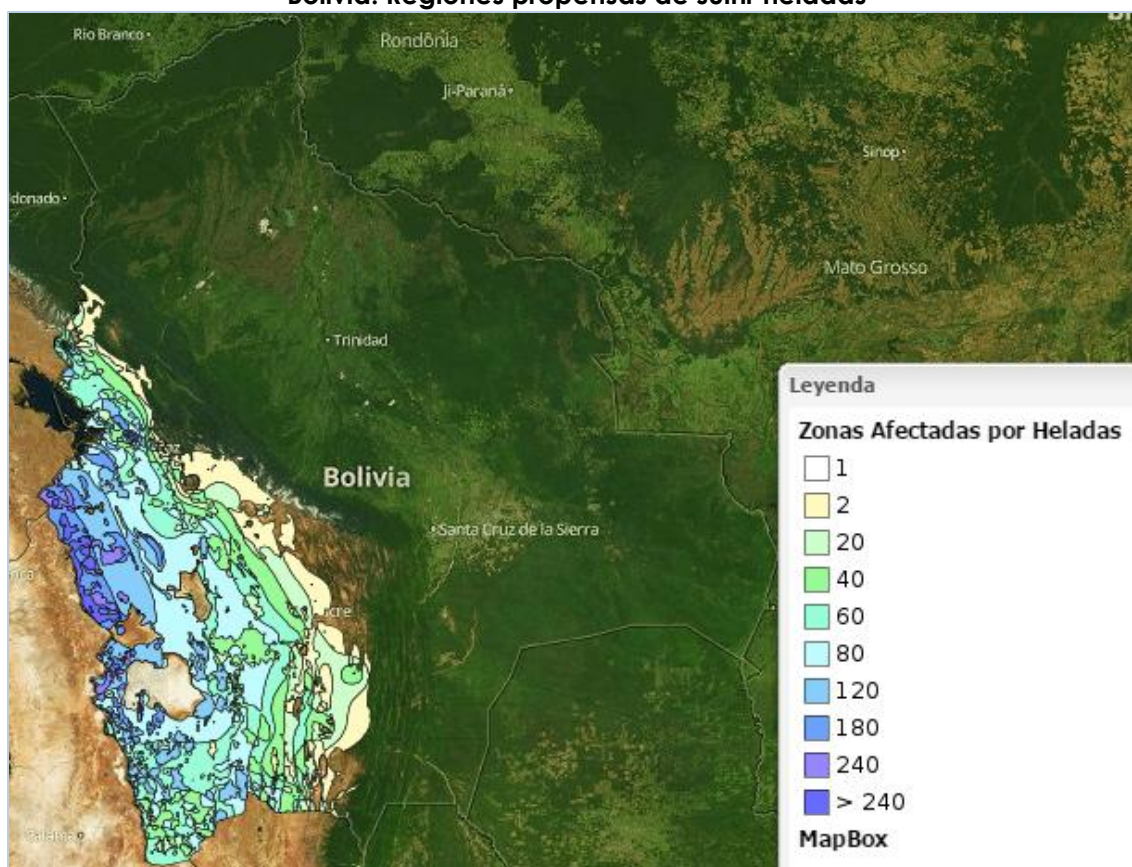 Bolivia: Regiones propensas de sufrir heladas
Rio Branco
Rondônia
Ji-Paraná
Sinop
Mato Grosso
Trinidad
Bolivia
Santa Cruz de la Sierra
Leyenda
Zonas Afectadas por Heladas
1
2
20
40
60
80
120
180
240
> 240
MapBox